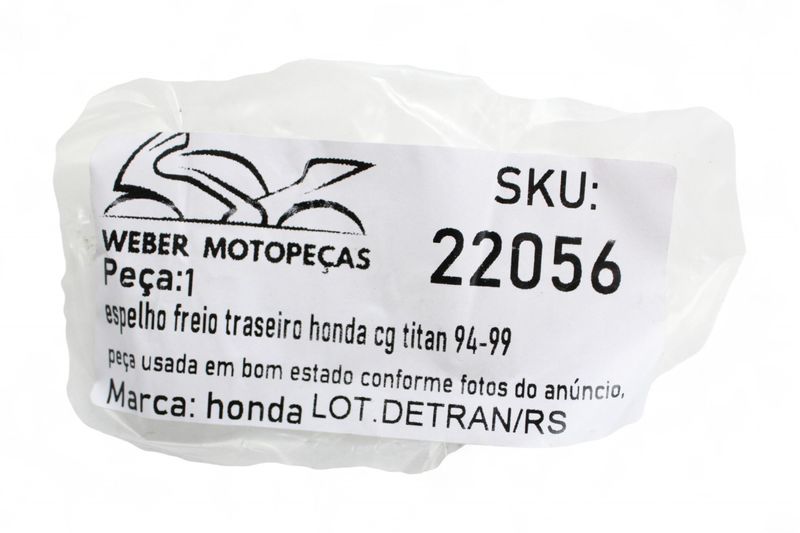 WEBER MOTOPEÇAS
SKU:
22056
Peça:1
espelho freio traseiro honda cg titan 94-99
peça usada em bom estado conforme fotos do anúncio,
Marca: honda LOT.DETRAN/RS